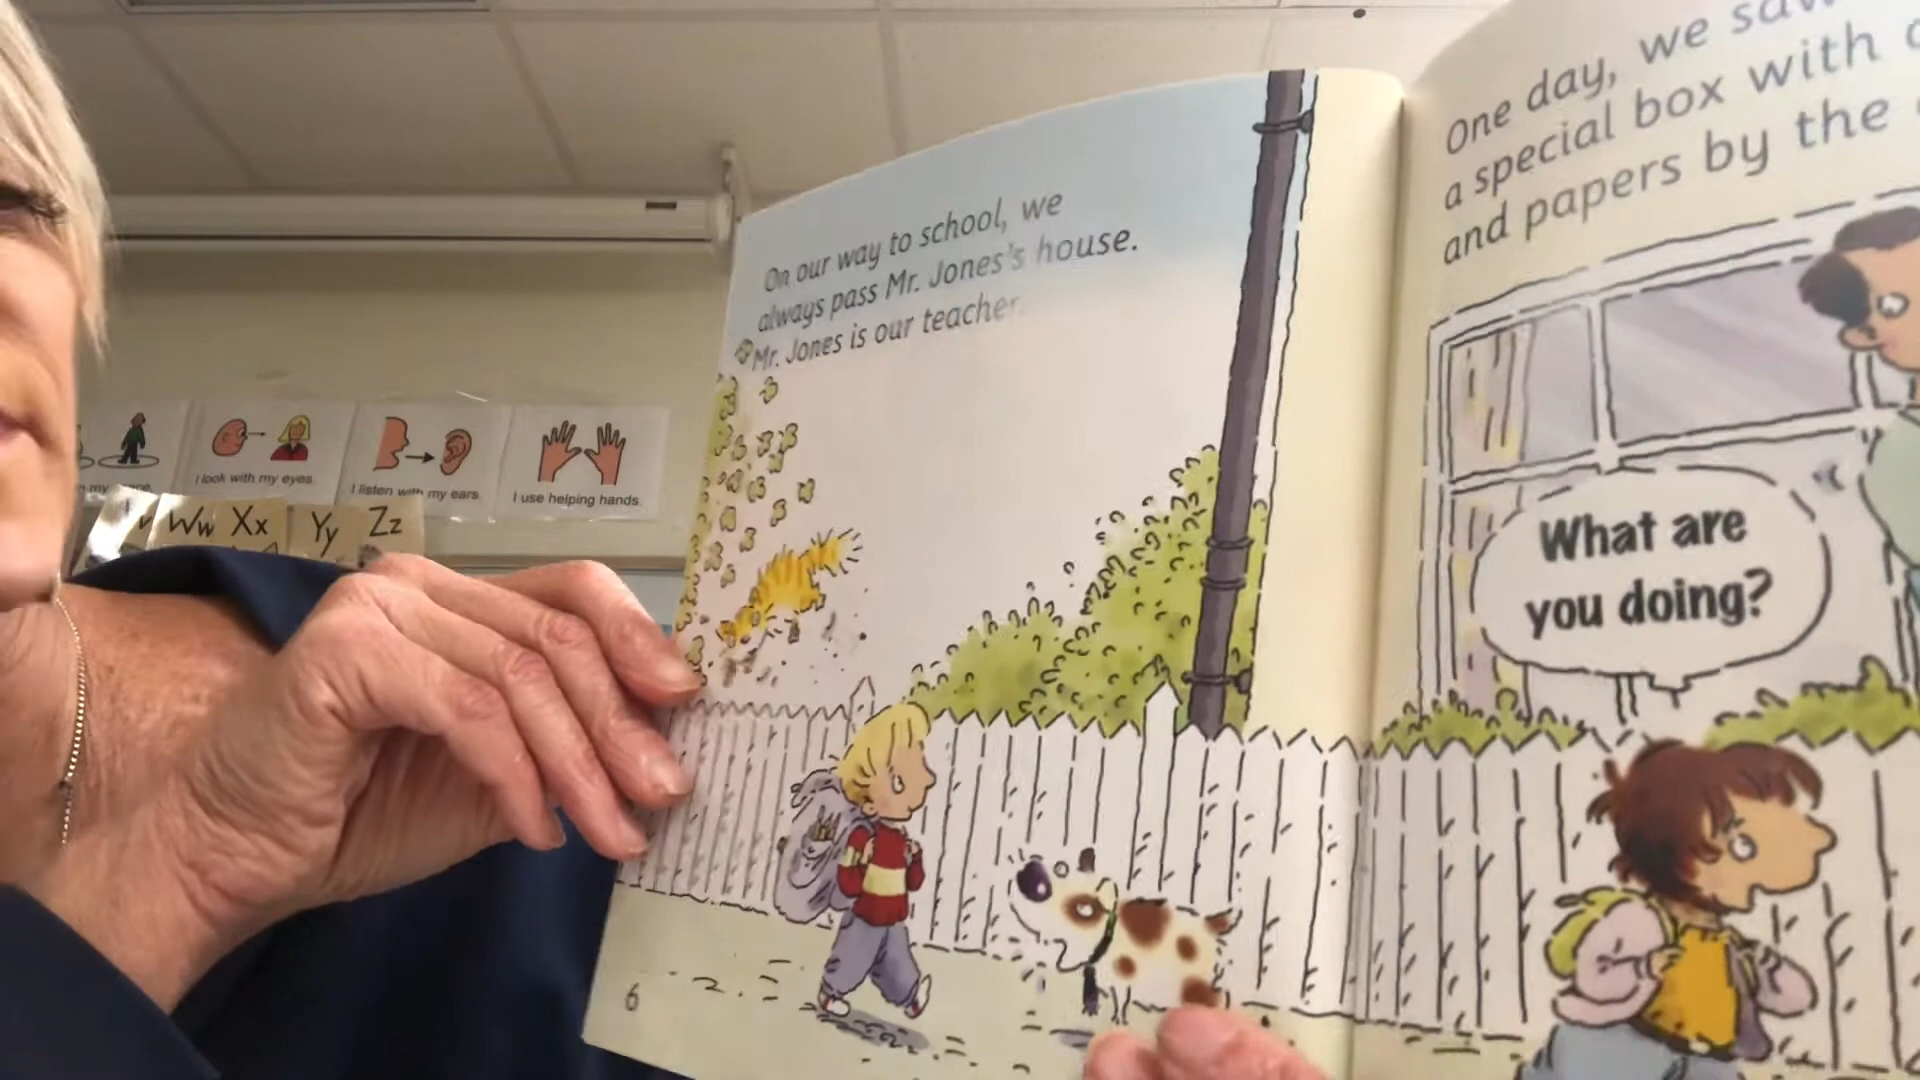 On our way to school, we
always pass Mr. Jones's house.
Mr. Jones is our teacher.
6
One day, we saw
a special box with
and papers by the
What are
you doing?
I look with my eyes.
I listen with my ears.
I use helping hands.
Ww Xx Yy Zz